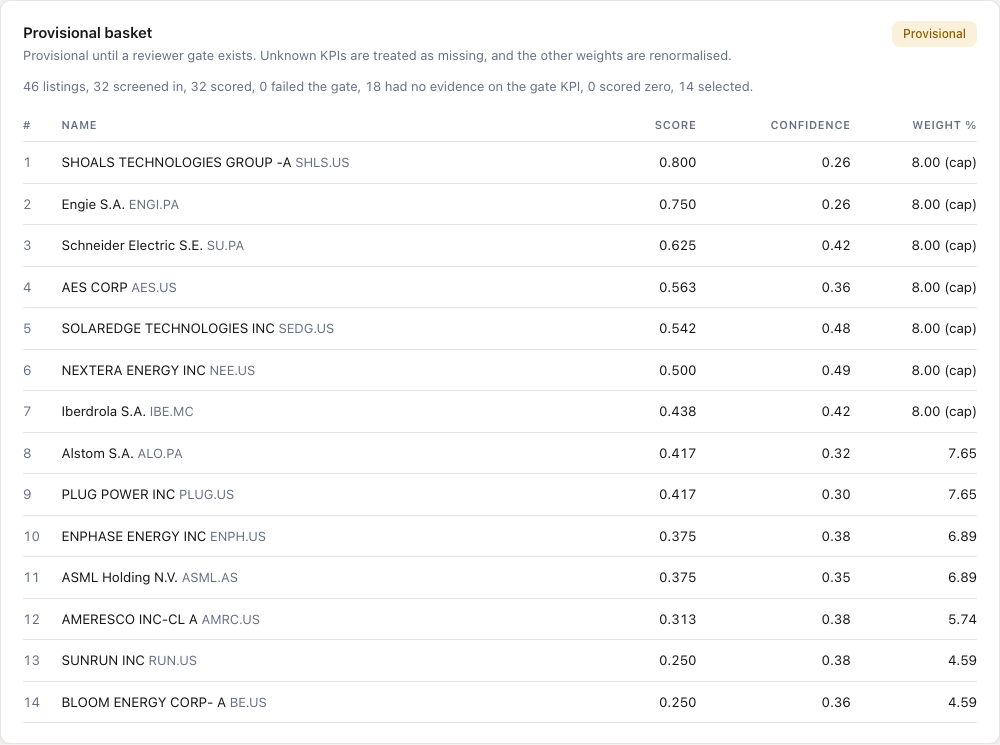 Provisional basket
Provisional
Provisional until a reviewer gate exists. Unknown KPIs are treated as missing, and the other weights are renormalised.
46 listings, 32 screened in, 32 scored, 0 failed the gate, 18 had no evidence on the gate KPI, 0 scored zero, 14 selected.
# NAME SCORE CONFIDENCE WEIGHT %
1 SHOALS TECHNOLOGIES GROUP -A SHLS.US 0.800 0.26 8.00 (cap)
2 Engie S.A. ENGI.PA 0.750 0.26 8.00 (cap)
3 Schneider Electric S.E. SU.PA 0.625 0.42 8.00 (cap)
4 AES CORP AES.US 0.563 0.36 8.00 (cap)
5 SOLAREDGE TECHNOLOGIES INC SEDG.US 0.542 0.48 8.00 (cap)
6 NEXTERA ENERGY INC NEE.US 0.500 0.49 8.00 (cap)
7 Iberdrola S.A. IBE.MC 0.438 0.42 8.00 (cap)
8 Alstom S.A. ALO.PA 0.417 0.32 7.65
9 PLUG POWER INC PLUG.US 0.417 0.30 7.65
10 ENPHASE ENERGY INC ENPH.US 0.375 0.38 6.89
11 ASML Holding N.V. ASML.AS 0.375 0.35 6.89
12 AMERESCO INC-CL A AMRC.US 0.313 0.38 5.74
13 SUNRUN INC RUN.US 0.250 0.38 4.59
14 BLOOM ENERGY CORP- A BE.US 0.250 0.36 4.59